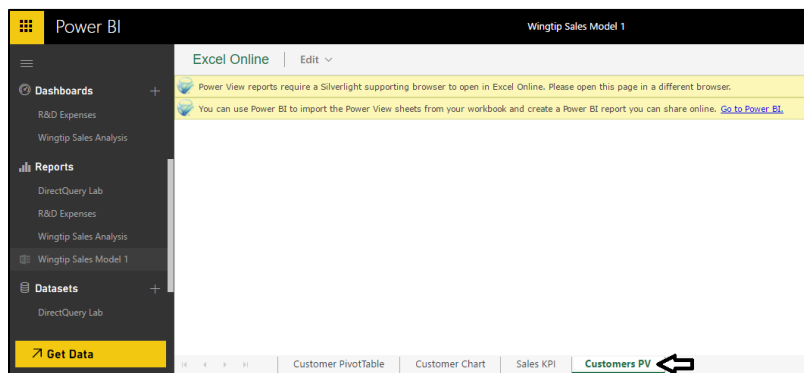 Power BI
Wingtip Sales Model 1
Excel Online | Edit
Power View reports require a Silverlight supporting browser to open in Excel Online. Please open this page in a different browser.
You can use Power BI to import the Power View sheets from your workbook and create a Power BI report you can share online. Go to Power BI.
Dashboards +
R&D Expenses
Wingtip Sales Analysis
Reports
DirectQuery Lab
R&D Expenses
Wingtip Sales Analysis
Wingtip Sales Model 1
Datasets +
DirectQuery Lab
Get Data
Customer PivotTable | Customer Chart | Sales KPI | Customers PV